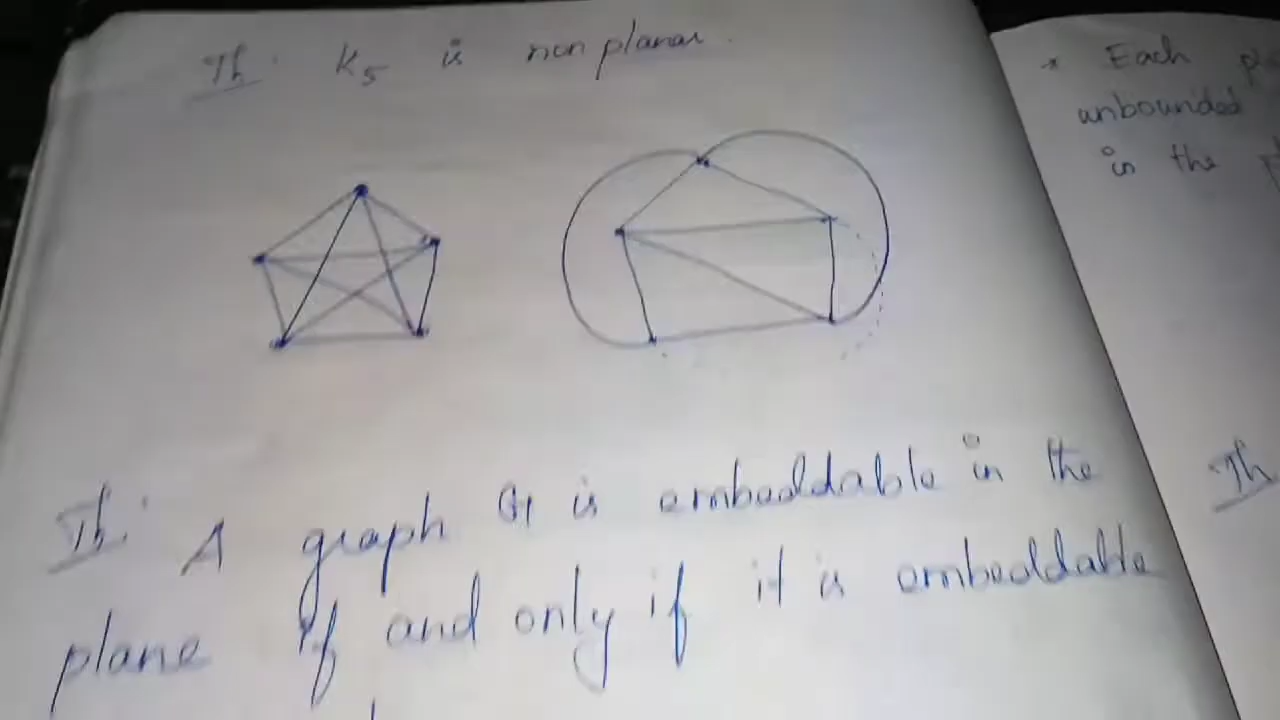 Th. K5 is non planar.
Th: A graph G is embeddable in the
plane if and only if it is embeddable
* Each
unbounded
is the
Th